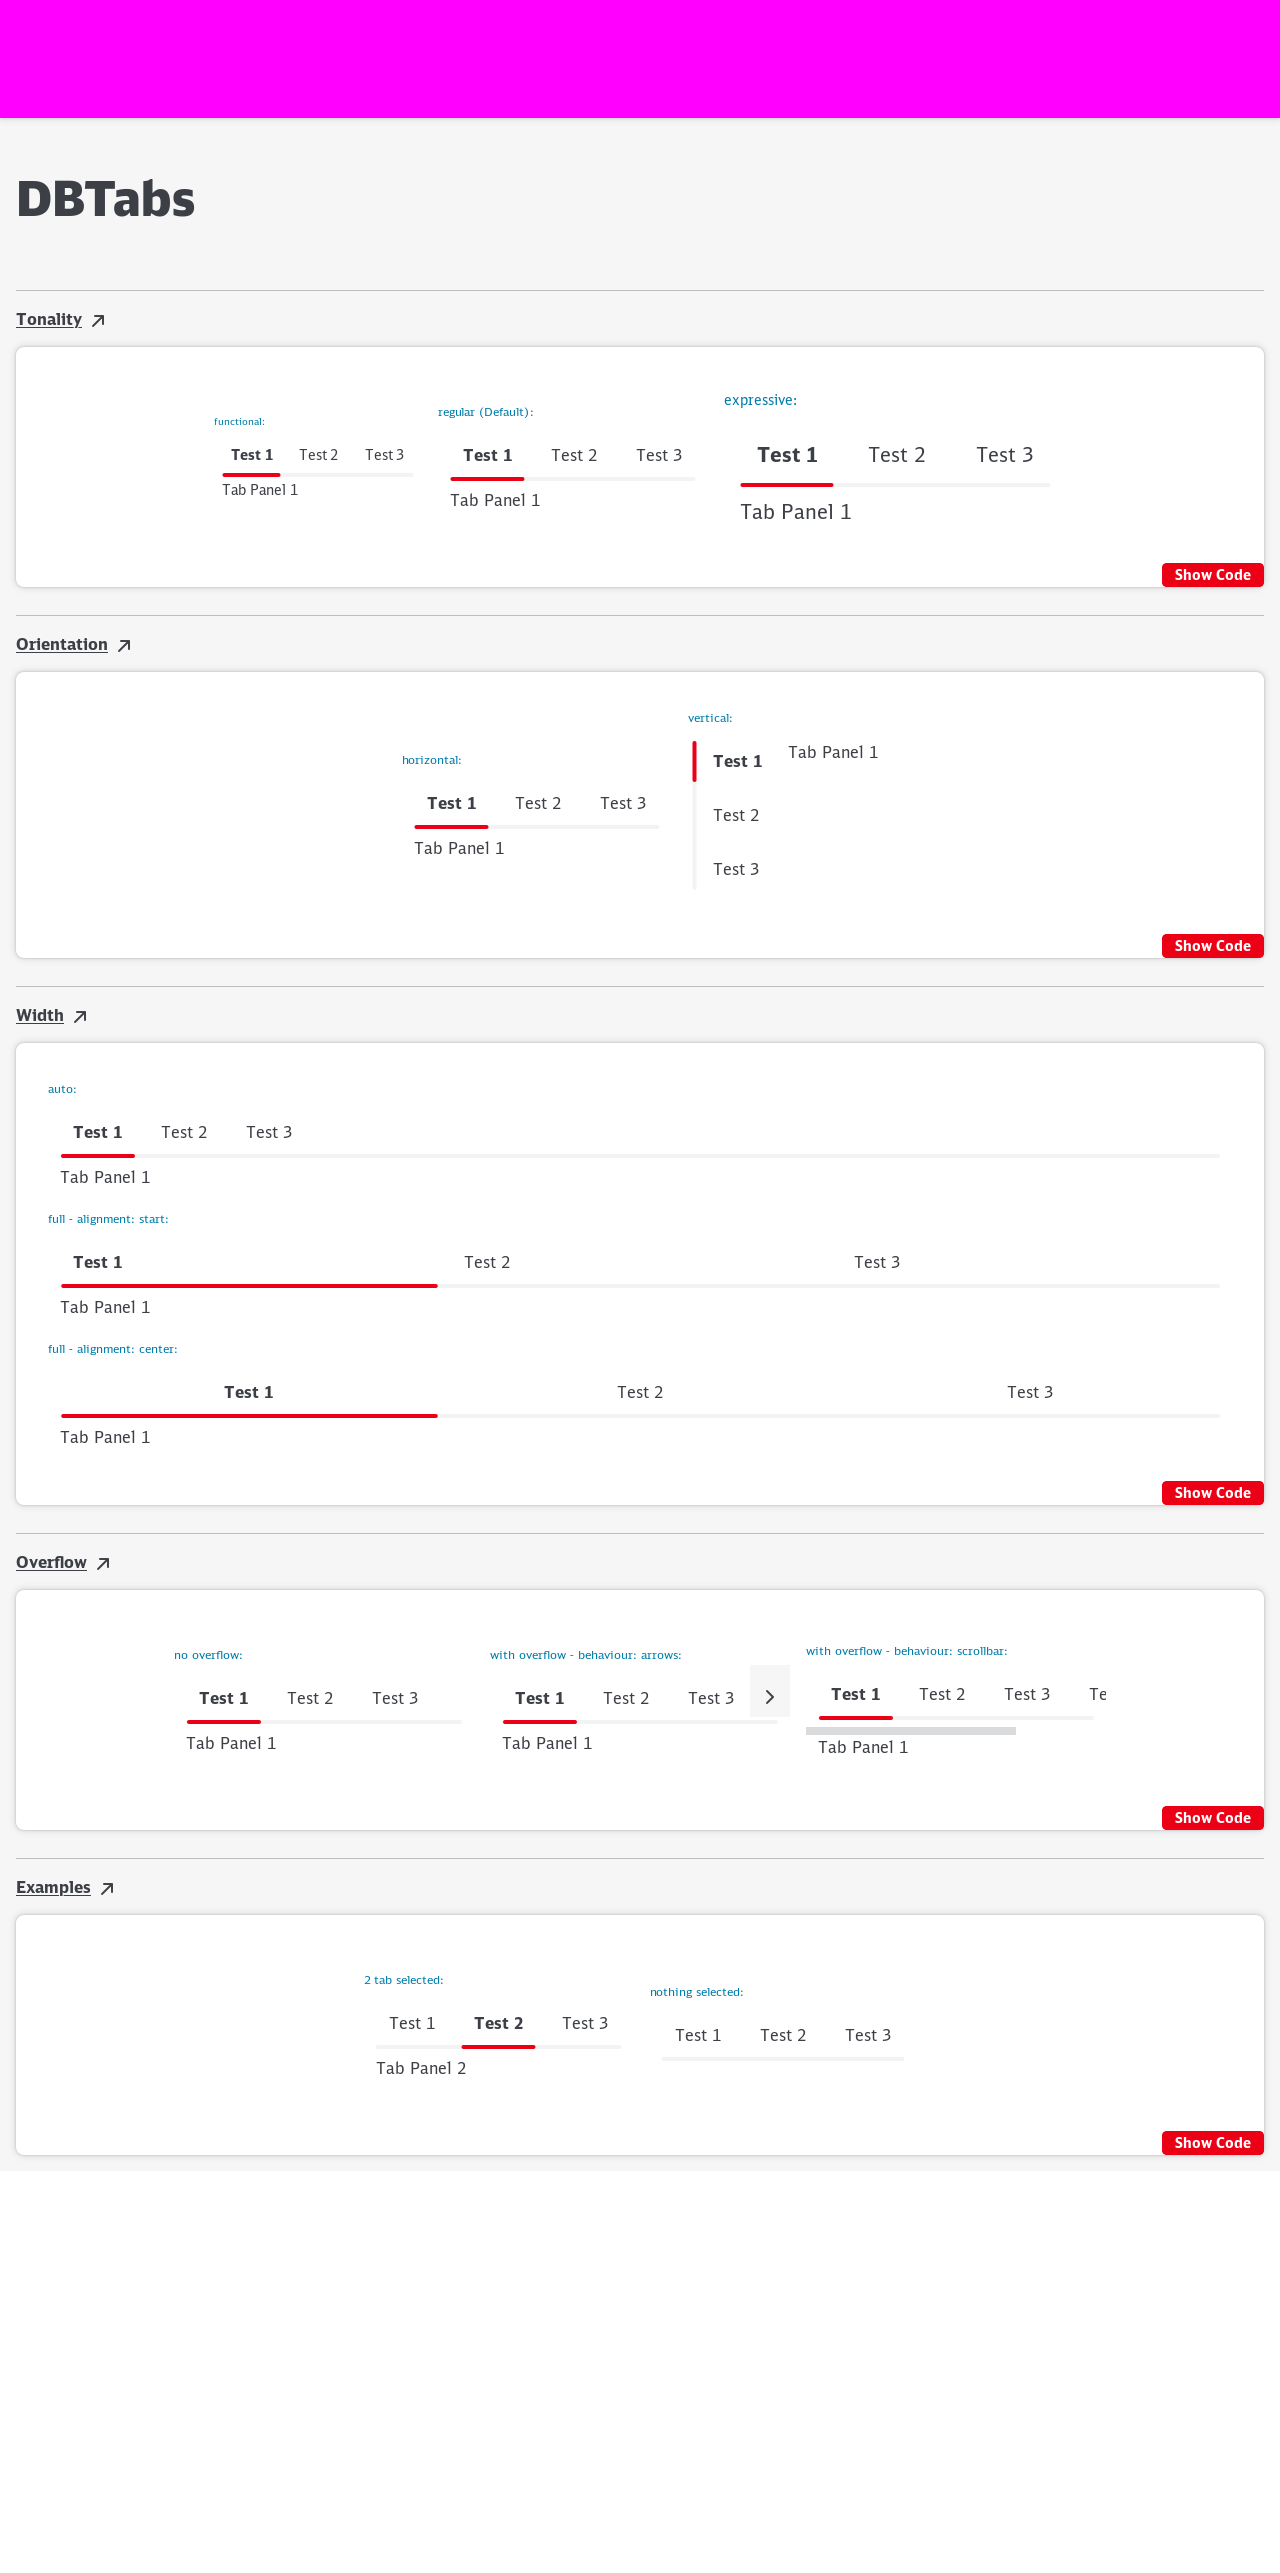 DBTabs
Tonality
functional:
Test 1 Test 2 Test 3
Tab Panel 1
regular (Default):
Test 1 Test 2 Test 3
Tab Panel 1
expressive:
Test 1 Test 2 Test 3
Tab Panel 1
Show Code
Orientation
horizontal:
Test 1 Test 2 Test 3
Tab Panel 1
vertical:
Test 1 Tab Panel 1
Test 2
Test 3
Show Code
Width
auto:
Test 1 Test 2 Test 3
Tab Panel 1
full - alignment: start:
Test 1 Test 2 Test 3
Tab Panel 1
full - alignment: center:
Test 1 Test 2 Test 3
Tab Panel 1
Show Code
Overflow
no overflow:
Test 1 Test 2 Test 3
Tab Panel 1
with overflow - behaviour: arrows:
Test 1 Test 2 Test 3
Tab Panel 1
with overflow - behaviour: scrollbar:
Test 1 Test 2 Test 3
Tab Panel 1
Show Code
Examples
2 tab selected:
Test 1 Test 2 Test 3
Tab Panel 2
nothing selected:
Test 1 Test 2 Test 3
Show Code